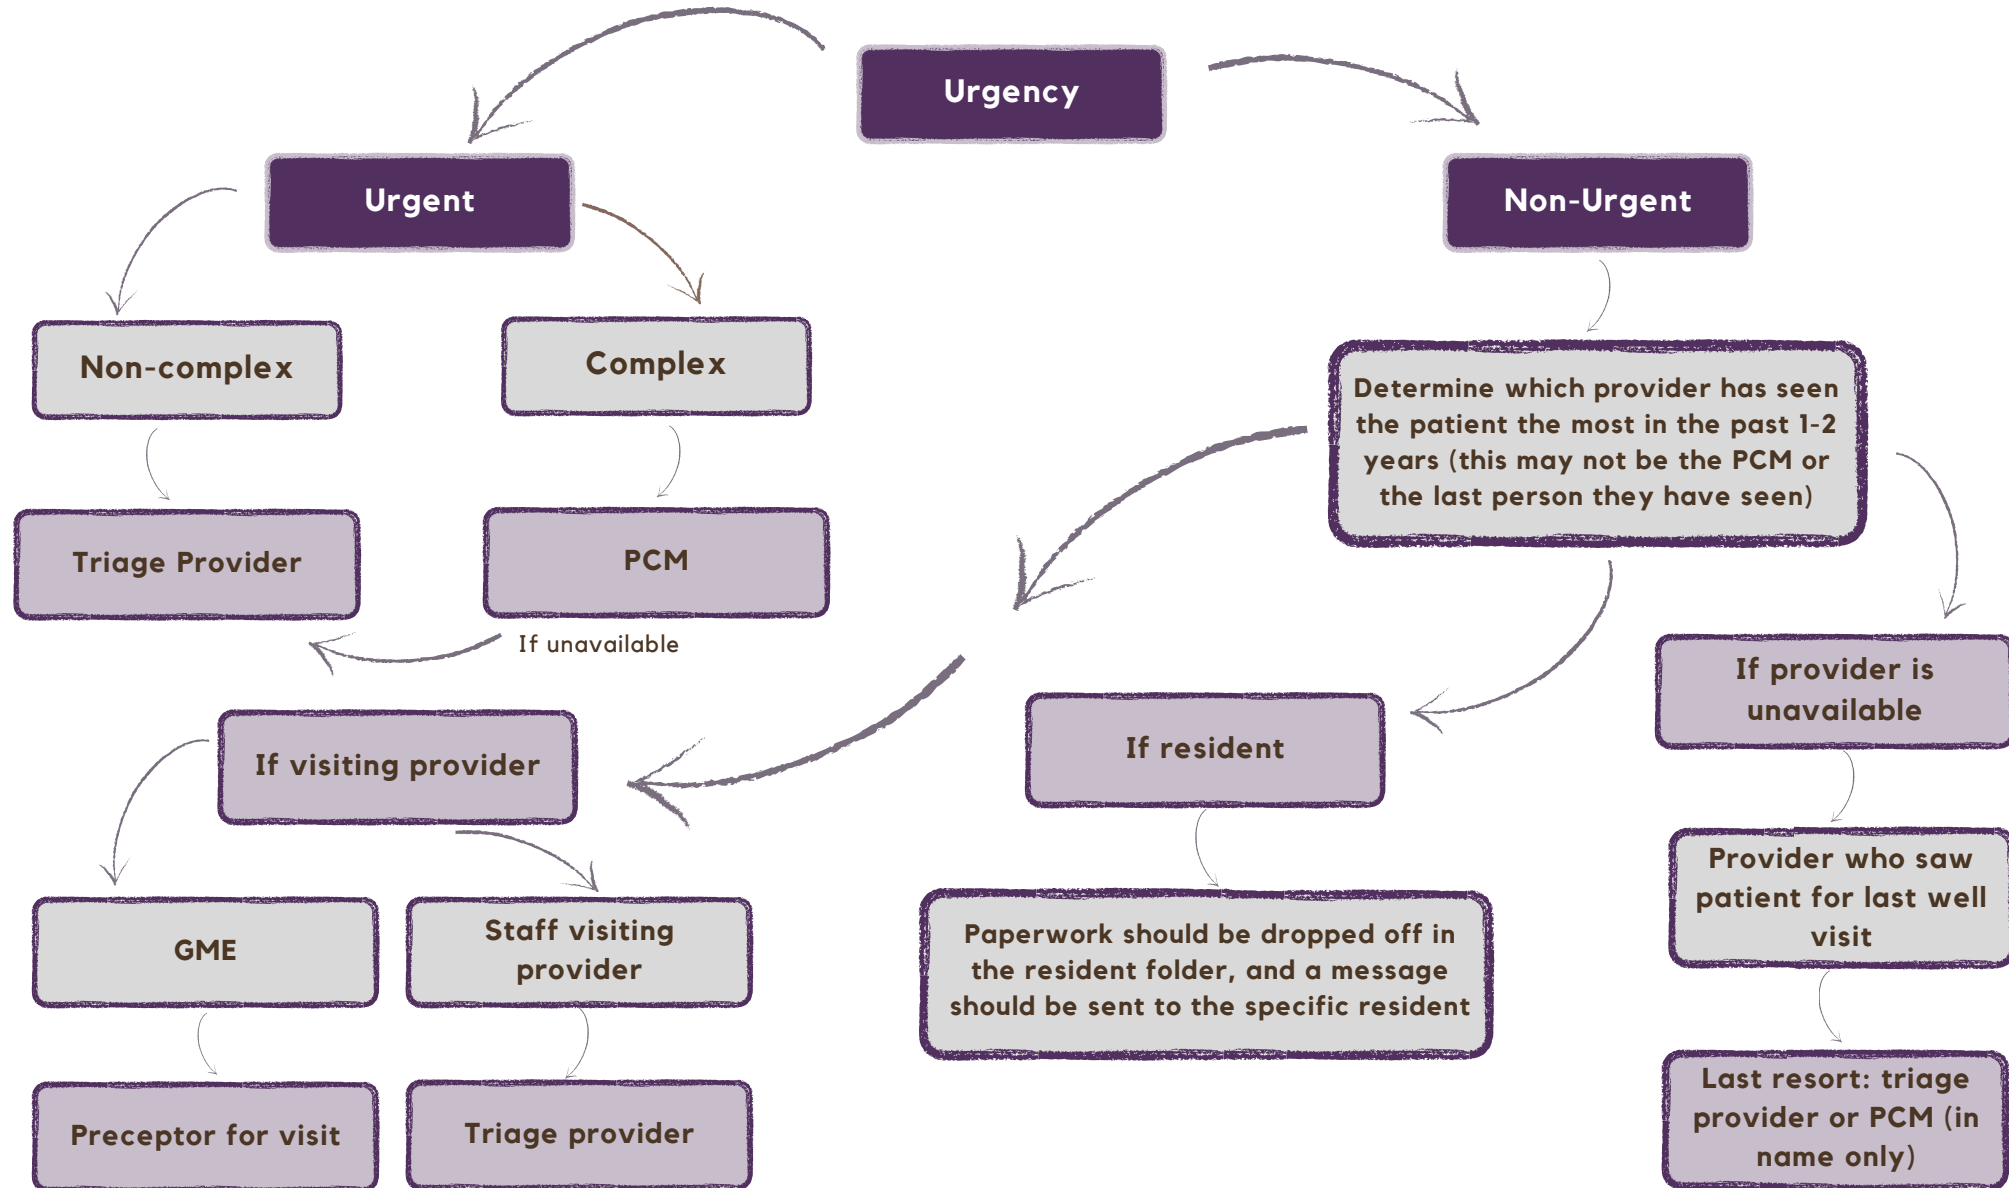 Urgency
Urgent
Non-Urgent
Non-complex
Complex
Determine which provider has seen
the patient the most in the past 1-2
years (this may not be the PCM or
the last person they have seen)
Triage Provider
PCM
If unavailable
If visiting provider
If resident
If provider is
unavailable
GME
Staff visiting
provider
Paperwork should be dropped off in
the resident folder, and a message
should be sent to the specific resident
Provider who saw
patient for last well
visit
Preceptor for visit
Triage provider
Last resort: triage
provider or PCM (in
name only)